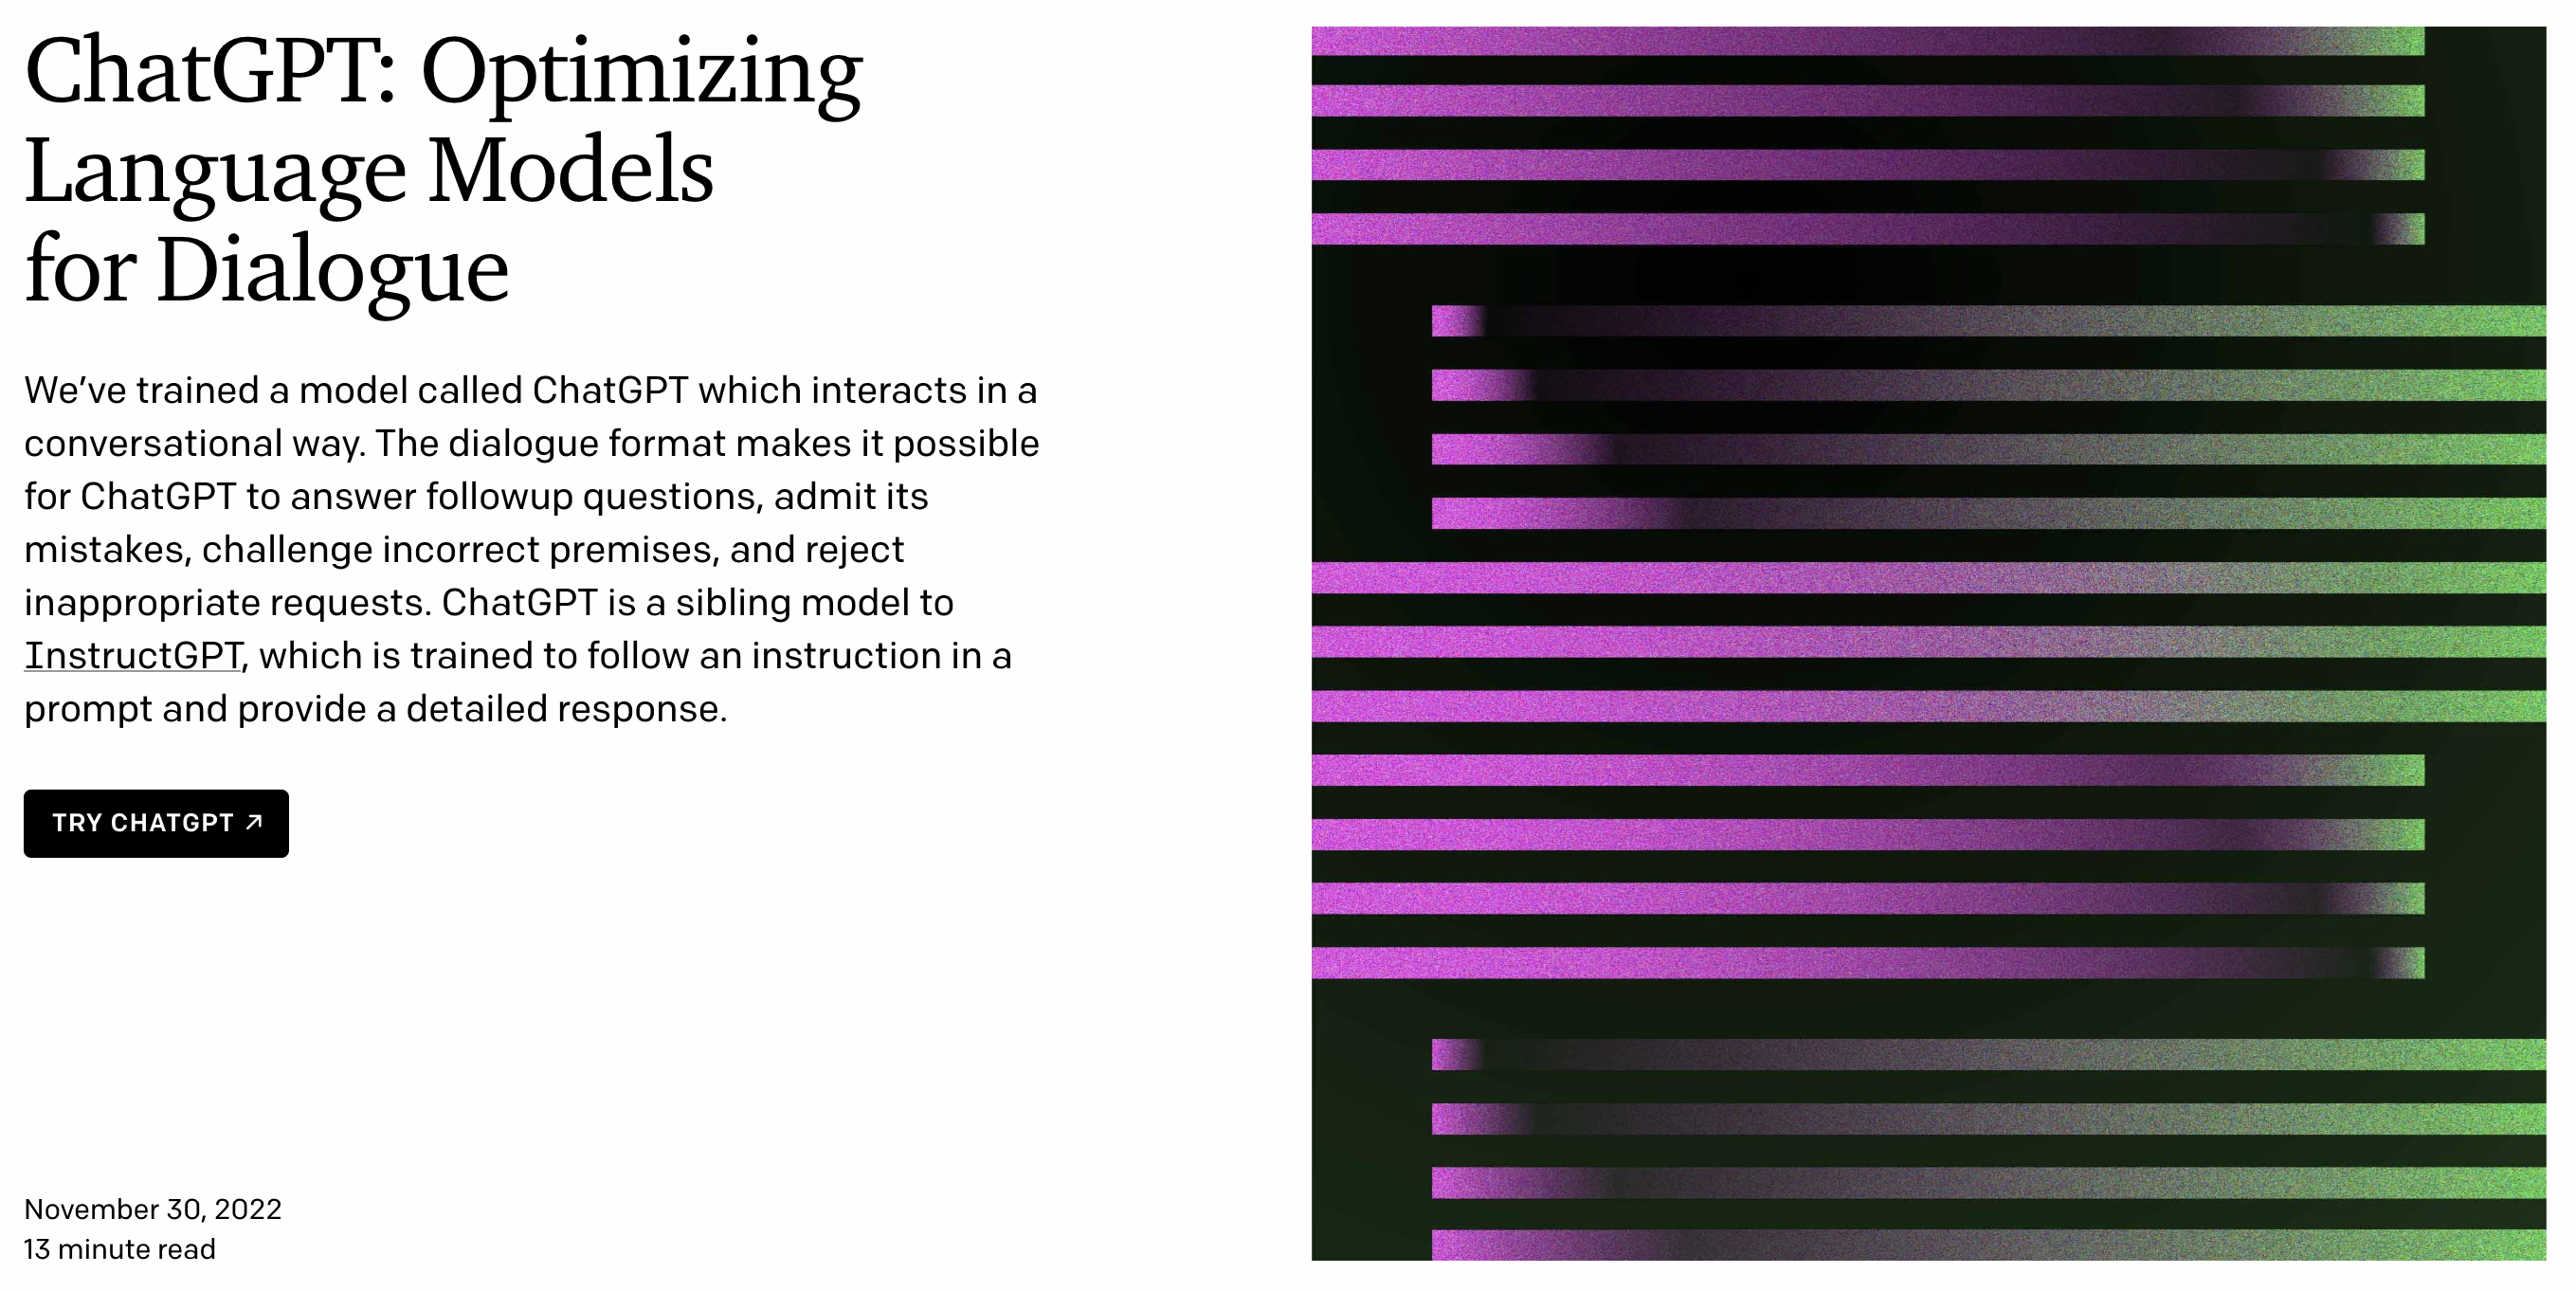 ChatGPT: Optimizing
Language Models
for Dialogue
We’ve trained a model called ChatGPT which interacts in a
conversational way. The dialogue format makes it possible
for ChatGPT to answer followup questions, admit its
mistakes, challenge incorrect premises, and reject
inappropriate requests. ChatGPT is a sibling model to
InstructGPT, which is trained to follow an instruction in a
prompt and provide a detailed response.
TRY CHATGPT ↗
November 30, 2022
13 minute read